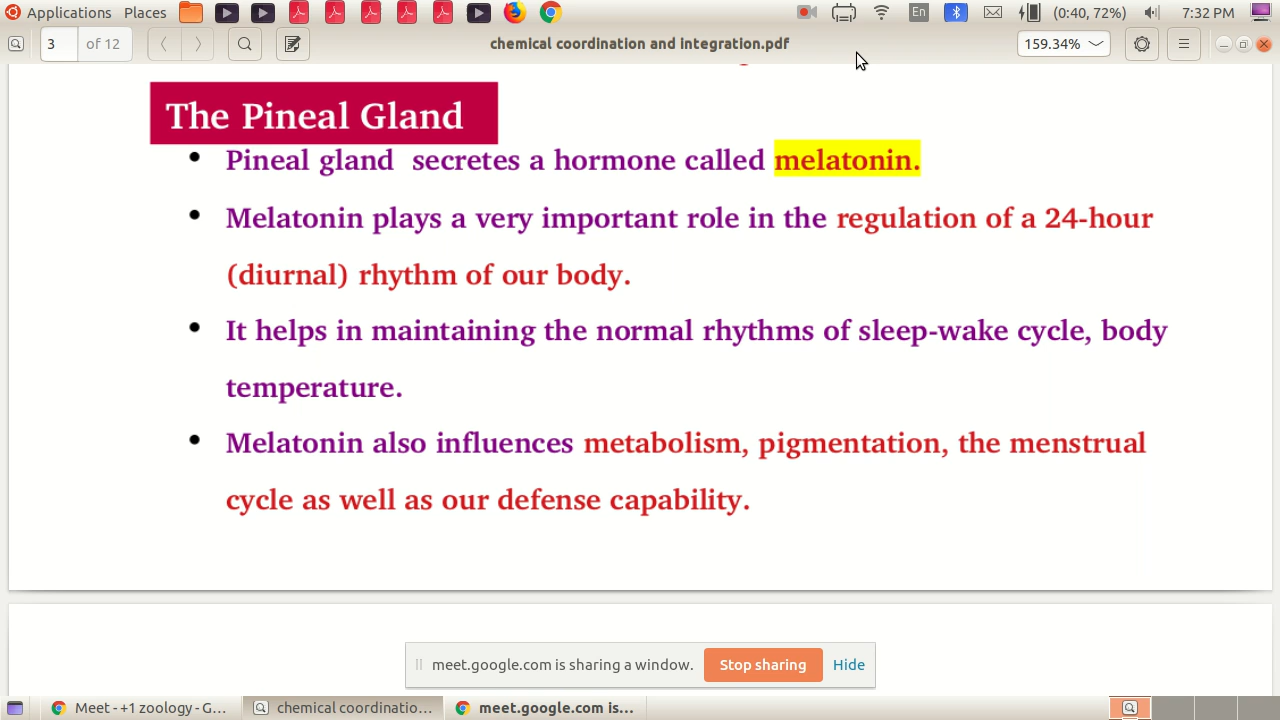 Applications Places En (0:40, 72%) 7:32 PM
3 of 12 chemical coordination and integration.pdf 159.34%
The Pineal Gland
• Pineal gland secretes a hormone called melatonin.
• Melatonin plays a very important role in the regulation of a 24-hour
(diurnal) rhythm of our body.
• It helps in maintaining the normal rhythms of sleep-wake cycle, body
temperature.
• Melatonin also influences metabolism, pigmentation, the menstrual
cycle as well as our defense capability.
meet.google.com is sharing a window. Stop sharing Hide
Meet - +1 zoology - G... chemical coordinatio... meet.google.com is...